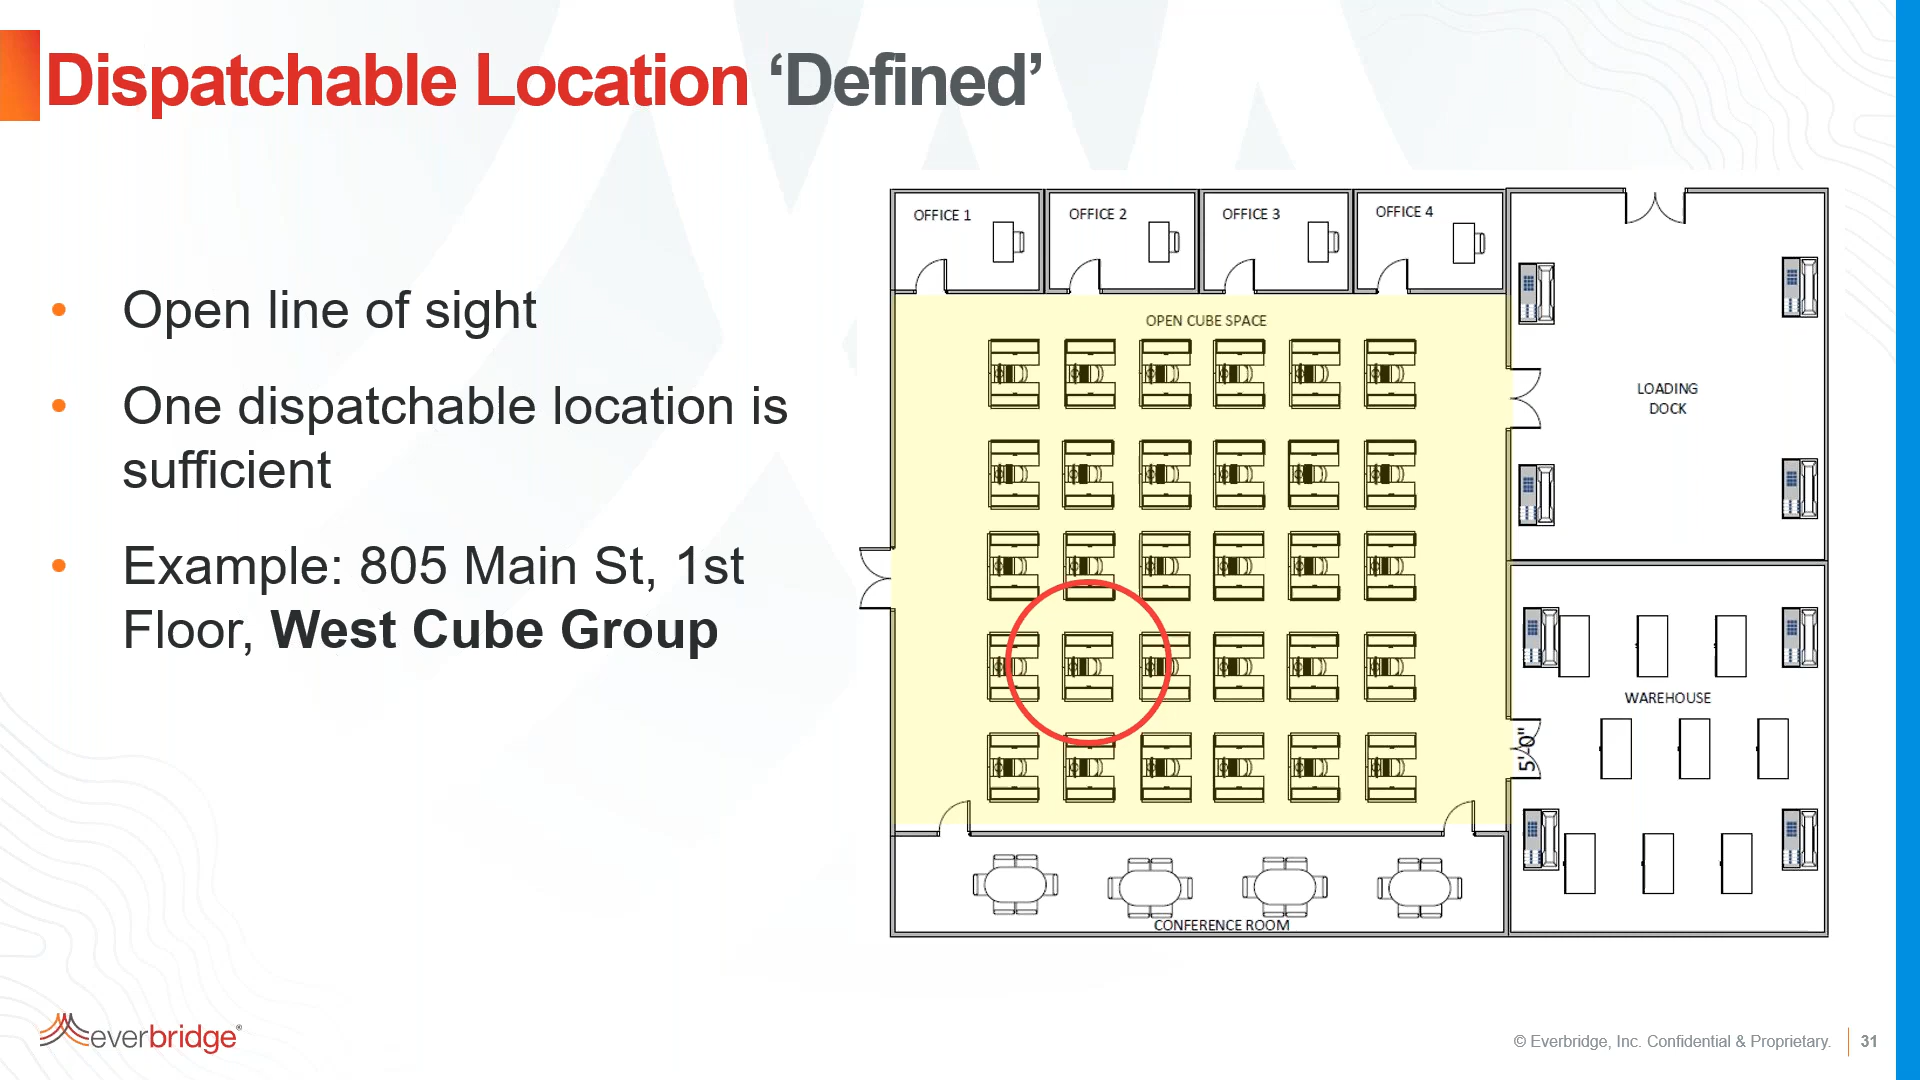 Dispatchable Location ‘Defined’
• Open line of sight
• One dispatchable location is
sufficient
• Example: 805 Main St, 1st
Floor, West Cube Group
OFFICE 1
OFFICE 2
OFFICE 3
OFFICE 4
OPEN CUBE SPACE
LOADING
DOCK
WAREHOUSE
5'-0"
CONFERENCE ROOM
everbridge®
© Everbridge, Inc. Confidential & Proprietary. 31